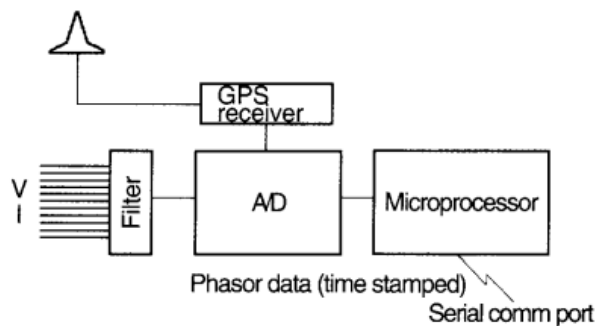 GPS
receiver
V
I
Filter
A/D
Microprocessor
Phasor data (time stamped)
Serial comm port